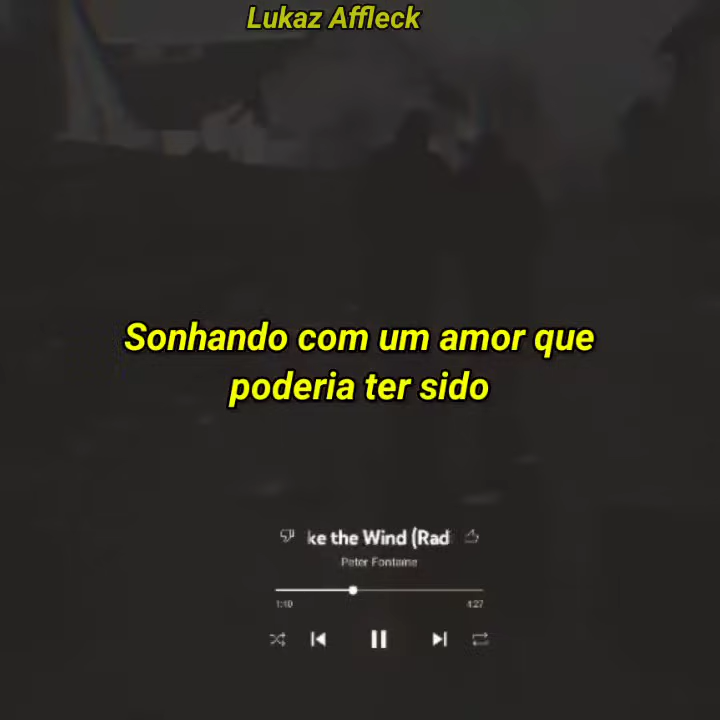 Lukaz Affleck
Sonhando com um amor que
poderia ter sido
ke the Wind (Rad
Peter Fontaine
1:10 4:27